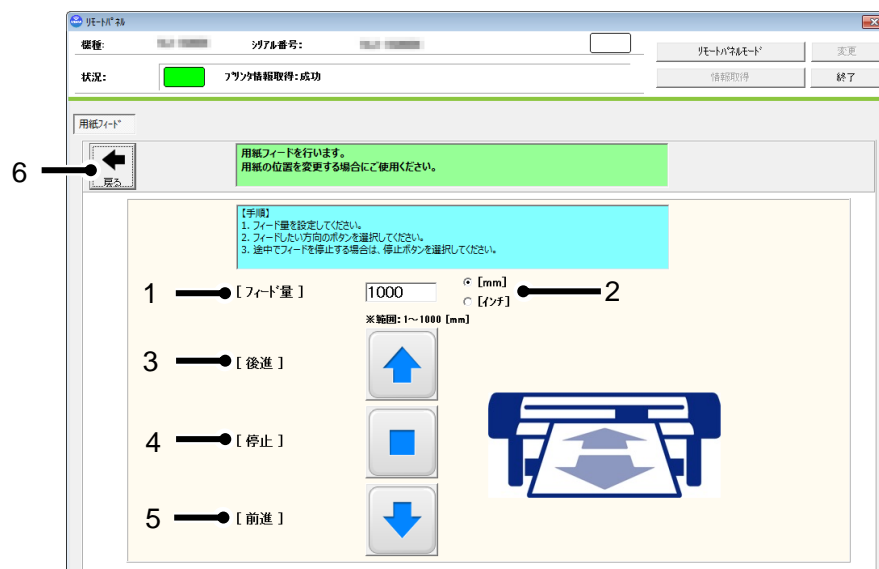 ﾘﾓｰﾄﾊﾟﾈﾙ
機種:
シリアル番号:
ﾘﾓｰﾄﾊﾟﾈﾙﾓｰﾄﾞ
変更
状況:
ﾌﾟﾘﾝﾀ情報取得：成功
情報取得
終了
用紙ﾌｨｰﾄﾞ
6
戻る
用紙フィードを行います。
用紙の位置を変更する場合にご使用ください。
【手順】
1. フィード量を設定してください。
2. フィードしたい方向のボタンを選択してください。
3. 途中でフィードを停止する場合は、停止ボタンを選択してください。
1
[ ﾌｨｰﾄﾞ量 ]
1000
[mm]
[ｲﾝﾁ]
2
※範囲：1～1000 [mm]
3
[ 後進 ]
4
[ 停止 ]
5
[ 前進 ]